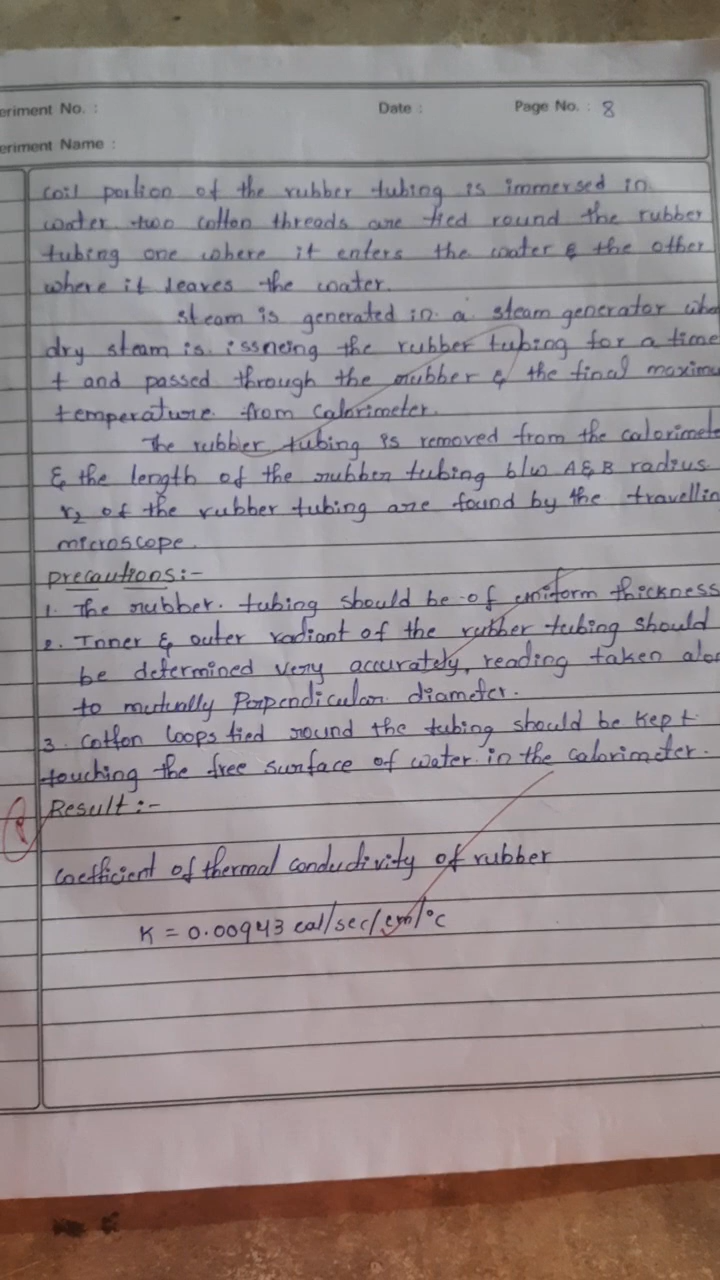 eriment No. : Date : Page No. : 8
eriment Name :
coil portion of the rubber tubing is immersed in
water two cotton threads are tied round the rubber
tubing one where it enters the water & the other
where it leaves the water.
steam is generated in a steam generator whe
dry steam is issneing the rubber tubing for a time
t and passed through the rubber & the final maximu
temperature from Calorimeter.
The rubber tubing is removed from the calorimete
& the length of the rubber tubing b/w A & B radius
r₂ of the rubber tubing are found by the travellin
microscope.
precautions:-
1. The rubber. tubing should be of uniform thickness
2. Inner & outer radiant of the rubber tubing should
be determined very accurately, reading taken alon
to mutually Perpendicular diameter.
3. Cotton loops tied round the tubing should be kept
touching the free surface of water in the calorimeter.
Result :-
Coefficient of thermal conductivity of rubber
K = 0.00943 cal/sec/cm/°c